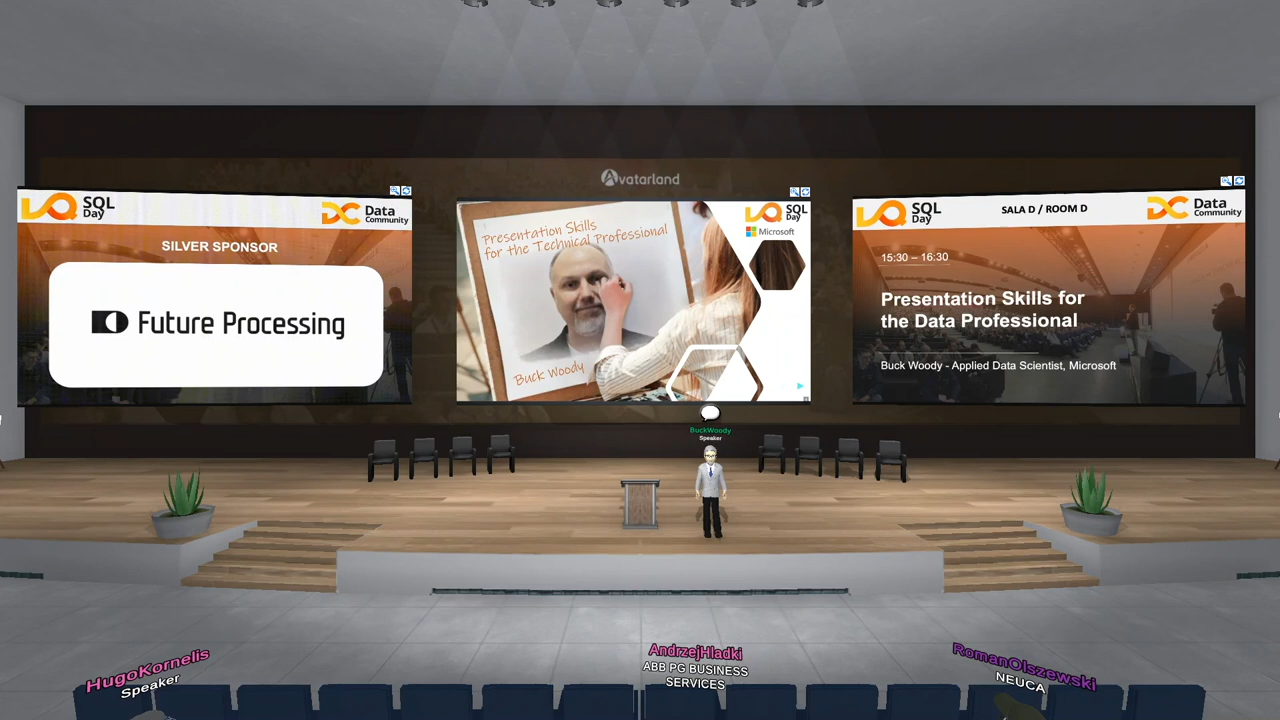 Avatarland
SQL
Day
Data
Community
SILVER SPONSOR
Future Processing
Presentation Skills
for the Technical Professional
Buck Woody
SQL
Day
Microsoft
SQL
Day
SALA D / ROOM D
Data
Community
15:30 – 16:30
Presentation Skills for
the Data Professional
Buck Woody - Applied Data Scientist, Microsoft
BuckWoody
Speaker
HugoKornelis
Speaker
AndrzejHladki
ABB PG BUSINESS
SERVICES
RomanOlszewski
NEUCA